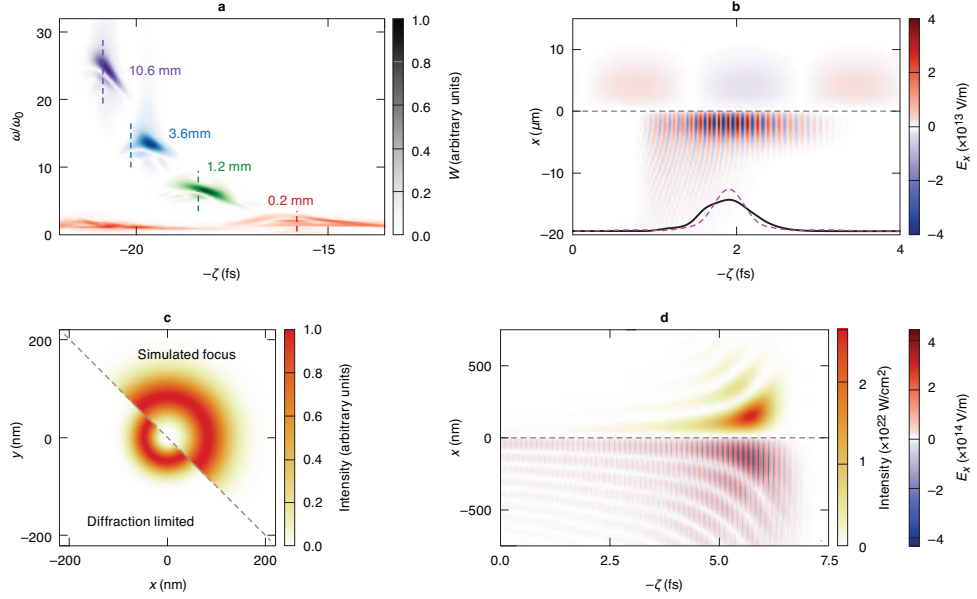 a
30
20
10
0
ω/ω0
10.6 mm
3.6mm
1.2 mm
0.2 mm
−20
−15
−ζ (fs)
1.0
0.8
0.6
0.4
0.2
0.0
W (arbitrary units)
b
10
0
−10
−20
x (μm)
0
2
4
−ζ (fs)
4
2
0
−2
−4
Ex (×10^13 V/m)
c
200
0
−200
y (nm)
Simulated focus
Diffraction limited
−200
0
200
x (nm)
1.0
0.8
0.6
0.4
0.2
0.0
Intensity (arbitrary units)
d
500
0
−500
x (nm)
0.0
2.5
5.0
7.5
−ζ (fs)
2
1
0
Intensity (×10^22 W/cm^2)
4
2
0
−2
−4
Ex (×10^14 V/m)